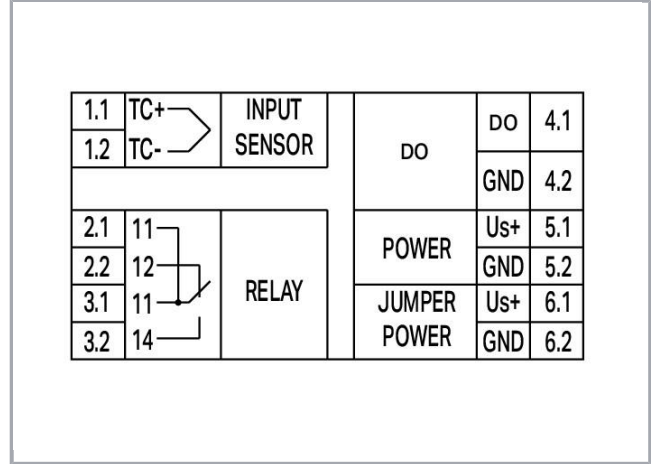 1.1 TC+ INPUT
1.2 TC- SENSOR
DO DO 4.1
GND 4.2
2.1 11
2.2 12
3.1 11
3.2 14
RELAY
POWER Us+ 5.1
GND 5.2
JUMPER Us+ 6.1
POWER GND 6.2